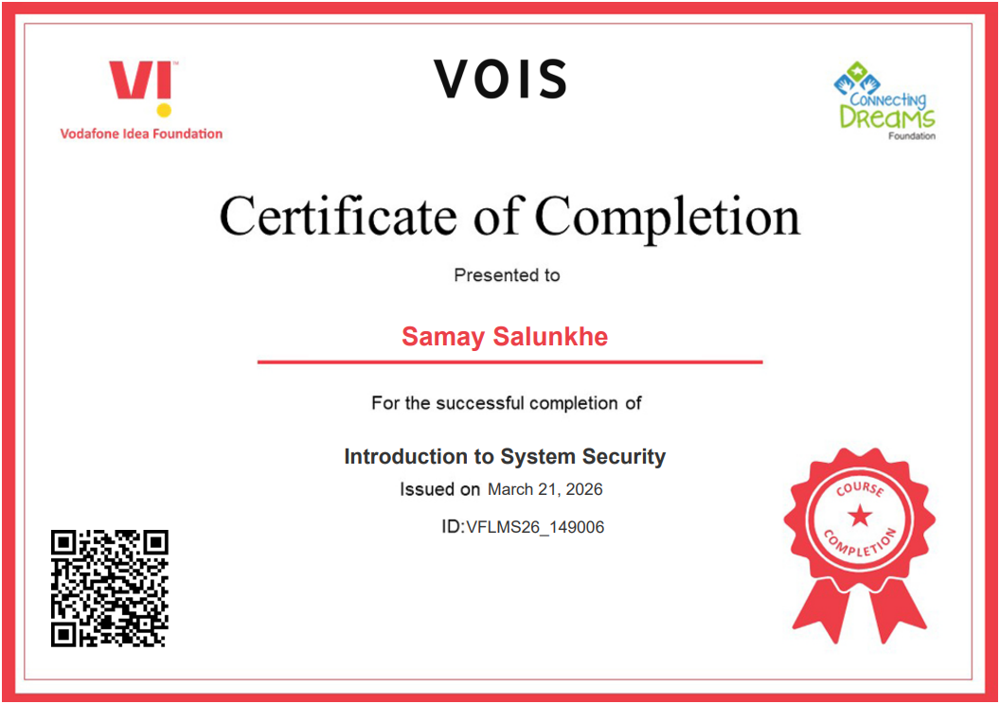 VI™
Vodafone Idea Foundation
VOIS
Connecting
Dreams
Foundation
Certificate of Completion
Presented to
Samay Salunkhe
For the successful completion of
Introduction to System Security
Issued on March 21, 2026
ID:VFLMS26_149006
COURSE
COMPLETION